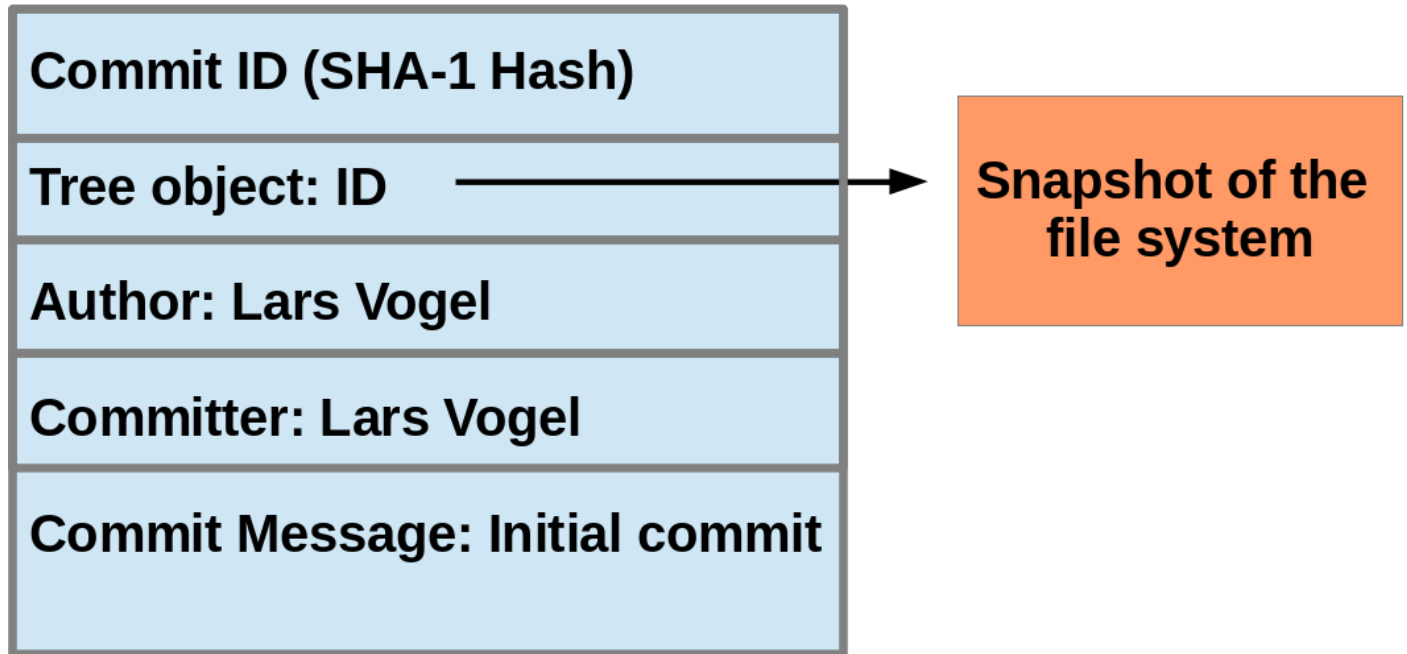 Commit ID (SHA-1 Hash)
Tree object: ID
Snapshot of the
file system
Author: Lars Vogel
Committer: Lars Vogel
Commit Message: Initial commit